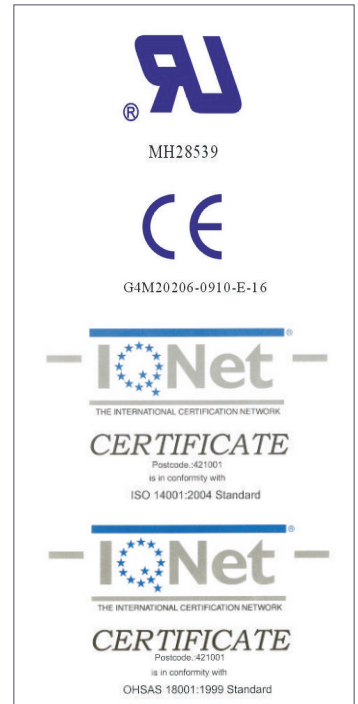 ®
MH28539
CE
G4M20206-0910-E-16
®
IQNet
THE INTERNATIONAL CERTIFICATION NETWORK
CERTIFICATE
Postcode.:421001
is in conformity with
ISO 14001:2004 Standard
®
IQNet
THE INTERNATIONAL CERTIFICATION NETWORK
CERTIFICATE
Postcode.:421001
is in conformity with
OHSAS 18001:1999 Standard